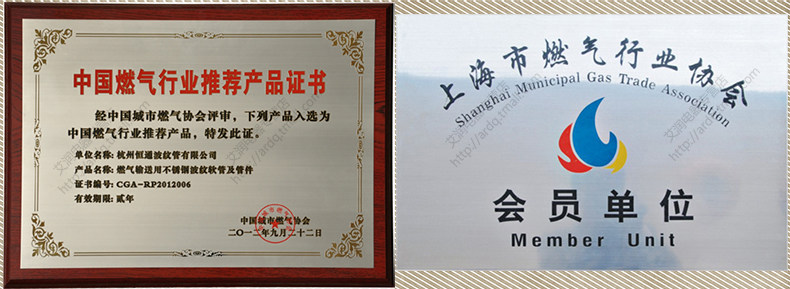 中国燃气行业推荐产品证书
经中国城市燃气协会评审，下列产品入选为
中国燃气行业推荐产品，特发此证。
单位名称：杭州恒通波纹管有限公司
产品名称：燃气输送用不锈钢波纹软管及管件
证书编号：CGA-RP2012006
有效期限：贰年
中国城市燃气协会
二〇一二年九月二十二日
上海市燃气行业协会
Shanghai Municipal Gas Trade Association
会员单位
Member Unit